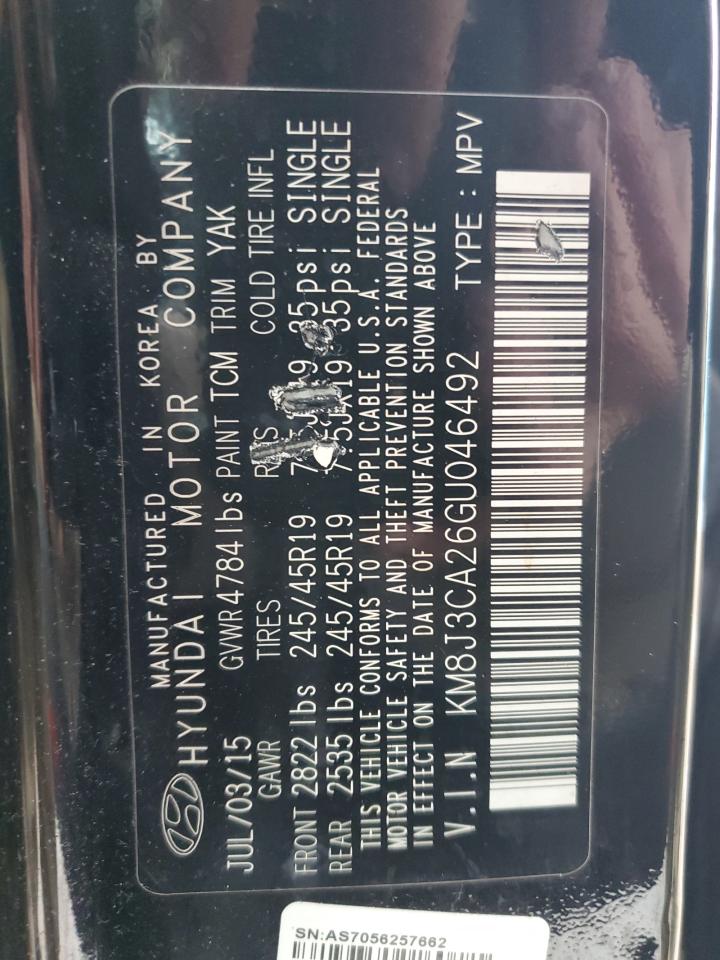 MANUFACTURED IN KOREA BY
HYUNDAI MOTOR COMPANY
JUL/03/15 GVWR 4784 lbs PAINT TCM TRIM YAK
GAWR TIRES COLD TIRE INFL
FRONT 2822 lbs 245/45R19 35psi SINGLE
REAR 2535 lbs 245/45R19 35psi SINGLE
THIS VEHICLE CONFORMS TO ALL APPLICABLE U.S.A. FEDERAL
MOTOR VEHICLE SAFETY AND THEFT PREVENTION STANDARDS
IN EFFECT ON THE DATE OF MANUFACTURE SHOWN ABOVE
V.I.N KM8J3CA26GU046492 TYPE : MPV
SN:AS7056257662